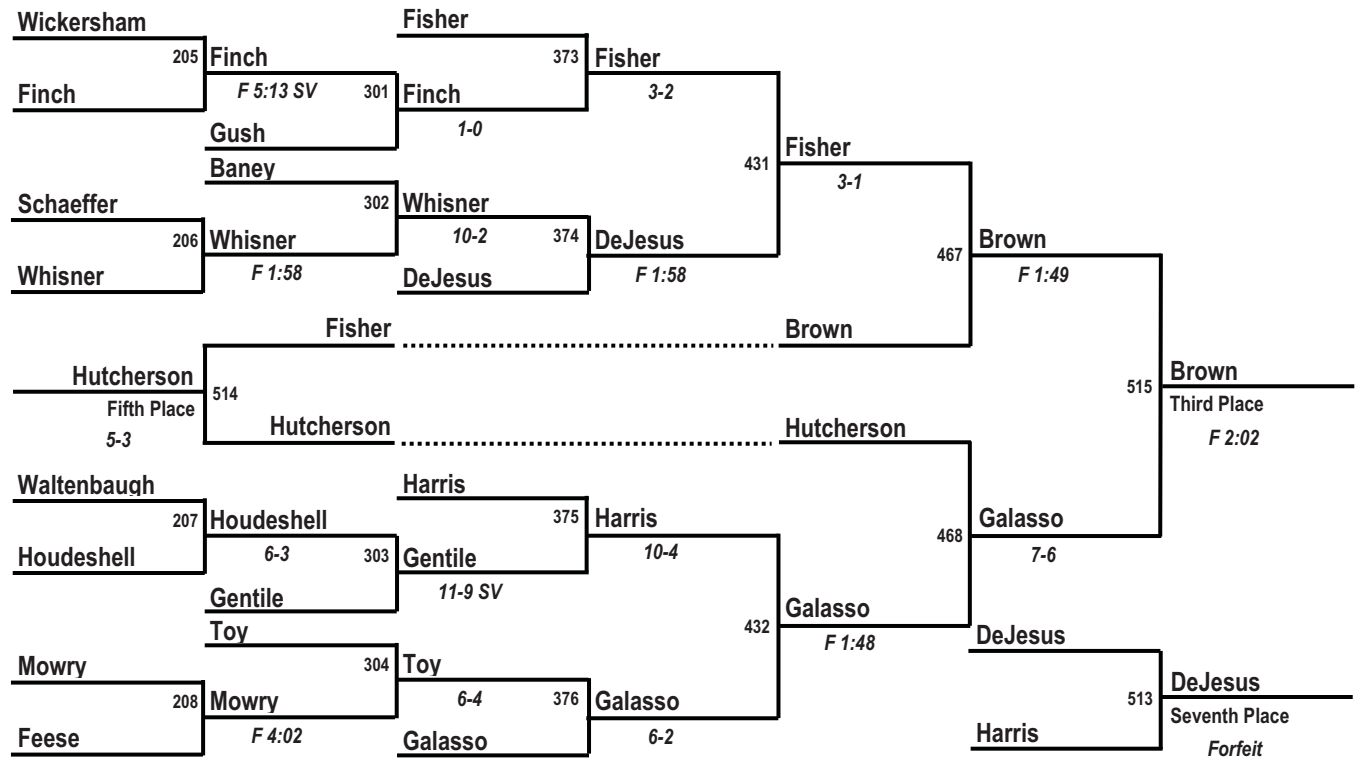 Wickersham
205
Finch
Finch
F 5:13 SV
301
Gush
Fisher
373
Fisher
Finch
3-2
1-0
Baney
302
Schaeffer
206
Whisner
Whisner
F 1:58
Whisner
10-2
374
DeJesus
DeJesus
F 1:58
431
Fisher
3-1
467
Brown
F 1:49
Fisher
Brown
Hutcherson
Fifth Place
5-3
514
Hutcherson
Hutcherson
515
Brown
Third Place
F 2:02
Waltenbaugh
207
Houdeshell
Houdeshell
6-3
303
Gentile
Harris
375
Harris
Gentile
10-4
11-9 SV
468
Galasso
7-6
Toy
304
Mowry
208
Mowry
Feese
F 4:02
Toy
6-4
376
Galasso
Galasso
6-2
432
Galasso
F 1:48
DeJesus
513
DeJesus
Seventh Place
Harris
Forfeit